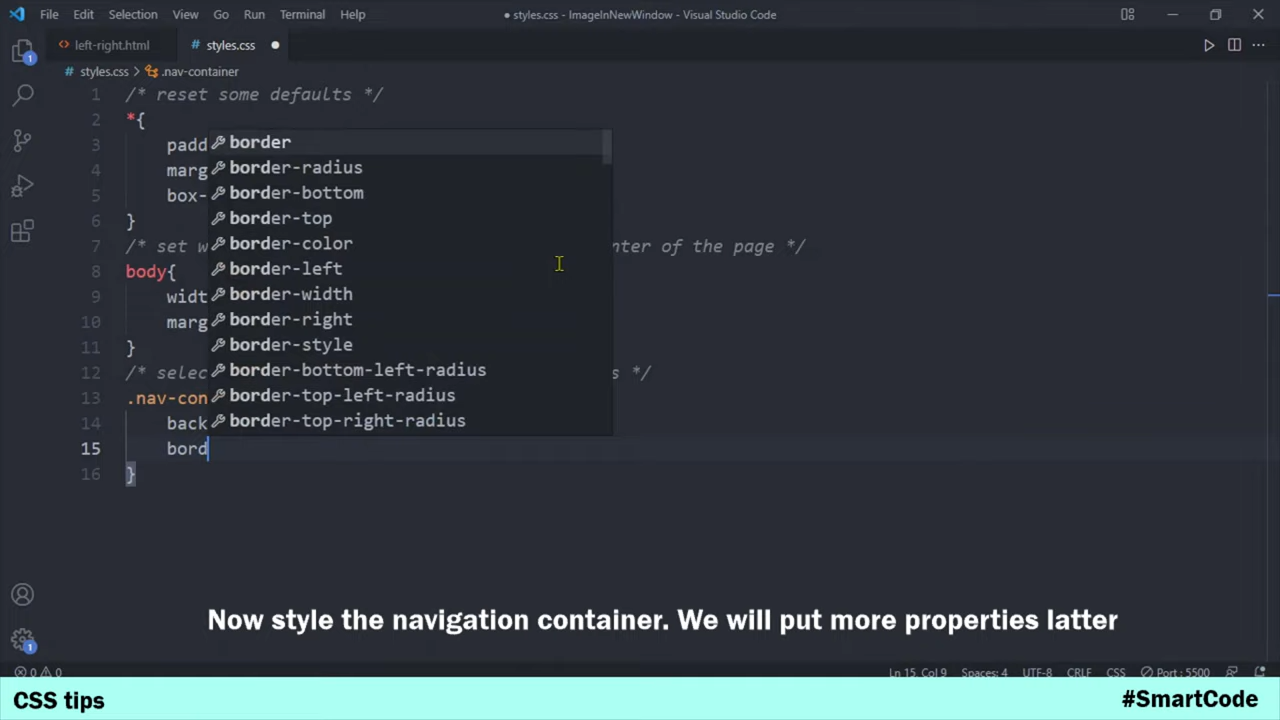 File Edit Selection View Go Run Terminal Help
● styles.css - ImageInNewWindow - Visual Studio Code
left-right.html
# styles.css ●
# styles.css > .nav-container
1 /* reset some defaults */
2 *{
3 padd
4 marg
5 box-
6 }
7 /* set w nter of the page */
8 body{
9 widt
10 marg
11 }
12 /* selec s */
13 .nav-con
14 back
15 bord
16 }
border
border-radius
border-bottom
border-top
border-color
border-left
border-width
border-right
border-style
border-bottom-left-radius
border-top-left-radius
border-top-right-radius
1
1
Now style the navigation container. We will put more properties latter
0 0
Ln 15, Col 9 Spaces: 4 UTF-8 CRLF CSS Port : 5500
CSS tips
#SmartCode